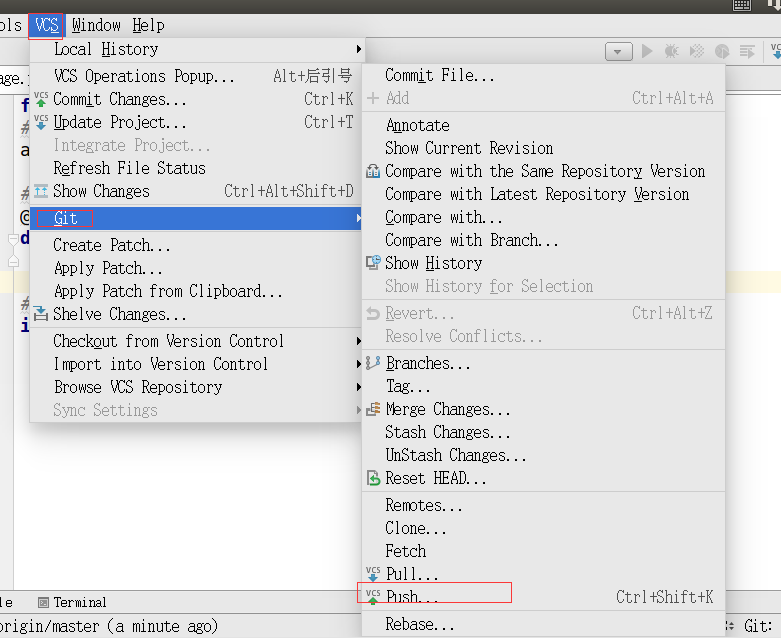 ols VCS Window Help
Local History
VCS Operations Popup... Alt+后引号
Commit Changes... Ctrl+K
Update Project... Ctrl+T
Integrate Project...
Refresh File Status
Show Changes Ctrl+Alt+Shift+D
Git
Create Patch...
Apply Patch...
Apply Patch from Clipboard...
Shelve Changes...
Checkout from Version Control
Import into Version Control
Browse VCS Repository
Sync Settings
Commit File...
Add Ctrl+Alt+A
Annotate
Show Current Revision
Compare with the Same Repository Version
Compare with Latest Repository Version
Compare with...
Compare with Branch...
Show History
Show History for Selection
Revert... Ctrl+Alt+Z
Resolve Conflicts...
Branches...
Tag...
Merge Changes...
Stash Changes...
UnStash Changes...
Reset HEAD...
Remotes...
Clone...
Fetch
Pull...
Push... Ctrl+Shift+K
Rebase...
Terminal
origin/master (a minute ago)
Git: